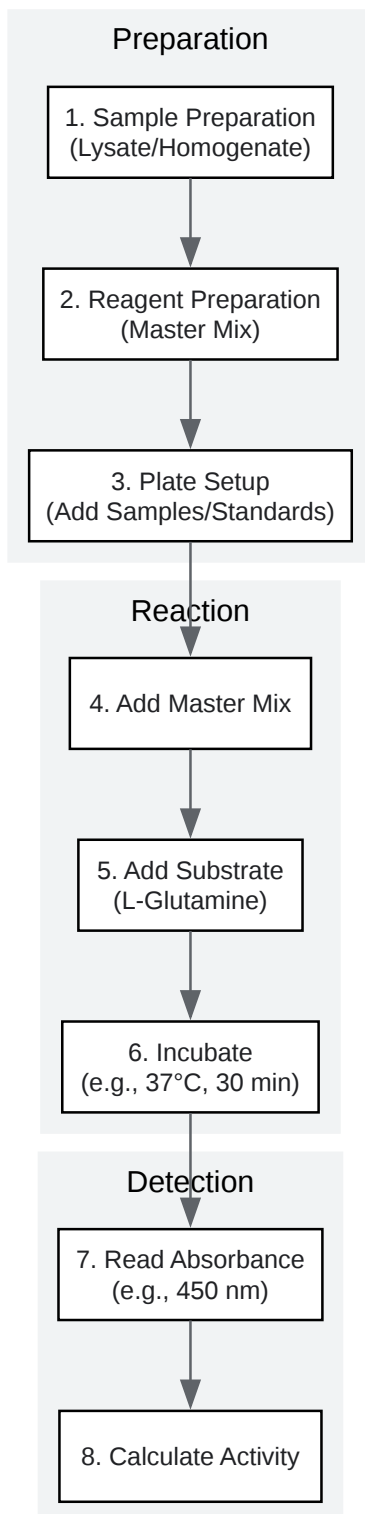 Preparation
1. Sample Preparation
(Lysate/Homogenate)
2. Reagent Preparation
(Master Mix)
3. Plate Setup
(Add Samples/Standards)
Reaction
4. Add Master Mix
5. Add Substrate
(L-Glutamine)
6. Incubate
(e.g., 37°C, 30 min)
Detection
7. Read Absorbance
(e.g., 450 nm)
8. Calculate Activity